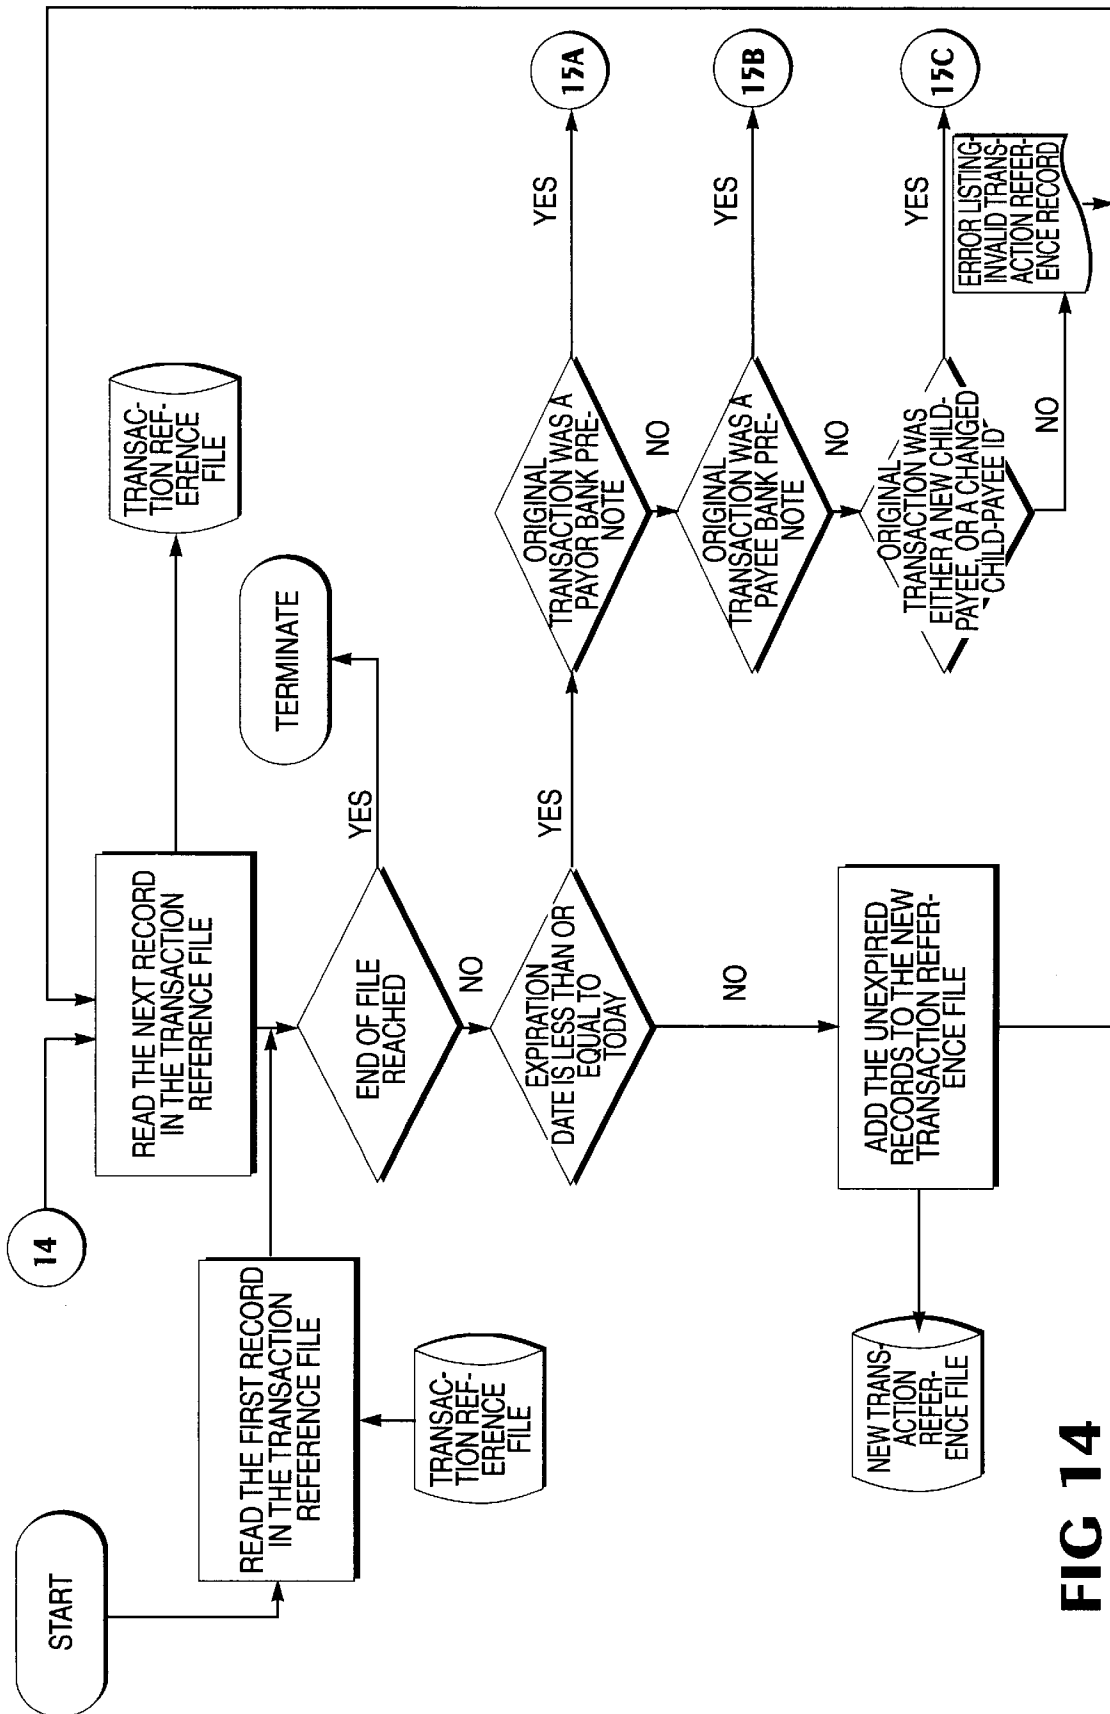 START
READ THE FIRST RECORD
IN THE TRANSACTION
REFERENCE FILE
TRANSAC-
TION REF-
ERENCE
FILE
14
READ THE NEXT RECORD
IN THE TRANSACTION
REFERENCE FILE
TRANSAC-
TION REF-
ERENCE
FILE
END OF FILE
REACHED
YES
TERMINATE
NO
EXPIRATION
DATE IS LESS THAN OR
EQUAL TO
TODAY
YES
NO
ADD THE UNEXPIRED
RECORDS TO THE NEW
TRANSACTION REFER-
ENCE FILE
NEW TRANS-
ACTION
REFER-
ENCE FILE
ORIGINAL
TRANSACTION WAS A
PAYOR BANK PRE-
NOTE
YES
15A
NO
ORIGINAL
TRANSACTION WAS A
PAYEE BANK PRE-
NOTE
YES
15B
NO
ORIGINAL
TRANSACTION WAS
EITHER A NEW CHILD-
PAYEE, OR A CHANGED
CHILD-PAYEE ID
YES
15C
NO
ERROR LISTING-
INVALID TRANS-
ACTION REFER-
ENCE RECORD
FIG 14